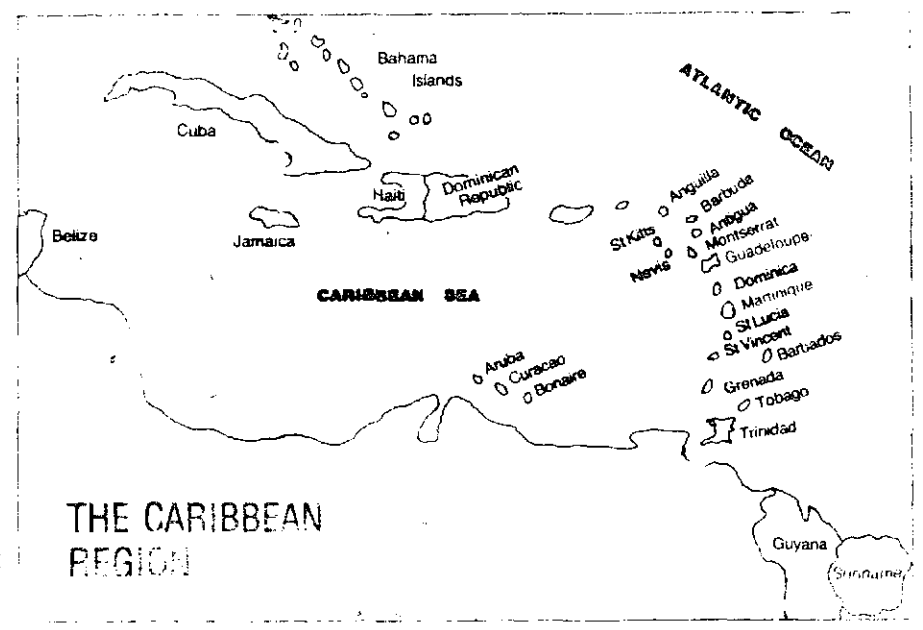 Bahama
Islands
ATLANTIC OCEAN
Cuba
Haiti
Dominican
Republic
Anguilla
Barbuda
Antigua
Montserrat
Guadeloupe
St Kitts
Nevis
Belize
Jamaica
CARIBBEAN SEA
Dominica
Martinique
St Lucia
St Vincent
Barbados
Aruba
Curacao
Bonaire
Grenada
Tobago
Trinidad
THE CARIBBEAN
REGION
Guyana
Suriname